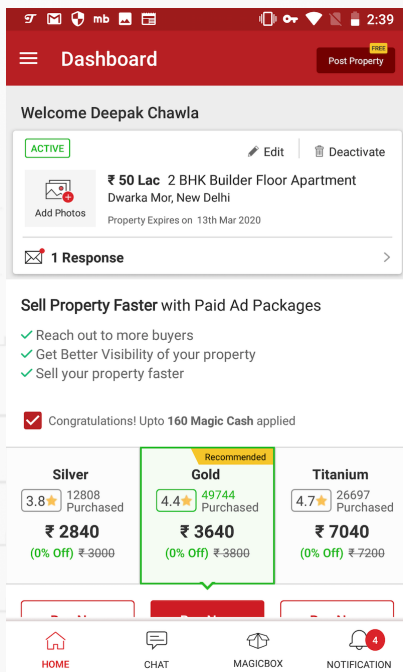 mb
2:39
Dashboard
FREE
Post Property
Welcome Deepak Chawla
ACTIVE
Edit
Deactivate
Add Photos
₹ 50 Lac 2 BHK Builder Floor Apartment
Dwarka Mor, New Delhi
Property Expires on 13th Mar 2020
1 Response
Sell Property Faster with Paid Ad Packages
Reach out to more buyers
Get Better Visibility of your property
Sell your property faster
Congratulations! Upto 160 Magic Cash applied
Recommended
Silver
3.8
12808
Purchased
₹ 2840
(0% Off) ₹ 3000
Gold
4.4
49744
Purchased
₹ 3640
(0% Off) ₹ 3800
Titanium
4.7
26697
Purchased
₹ 7040
(0% Off) ₹ 7200
HOME
CHAT
MAGICBOX
4
NOTIFICATION